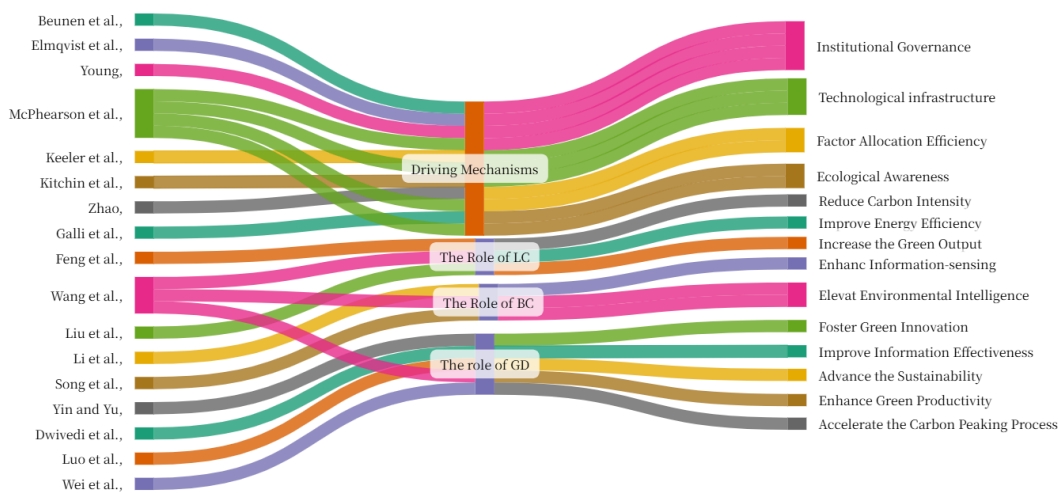 Beunen et al.,
Elmqvist et al.,
Young,
McPhearson et al.,
Keeler et al.,
Kitchin et al.,
Zhao,
Galli et al.,
Feng et al.,
Wang et al.,
Liu et al.,
Li et al.,
Song et al.,
Yin and Yu,
Dwivedi et al.,
Luo et al.,
Wei et al.,
Driving Mechanisms
The Role of LC
The Role of BC
The role of GD
Institutional Governance
Technological infrastructure
Factor Allocation Efficiency
Ecological Awareness
Reduce Carbon Intensity
Improve Energy Efficiency
Increase the Green Output
Enhanc Information-sensing
Elevat Environmental Intelligence
Foster Green Innovation
Improve Information Effectiveness
Advance the Sustainability
Enhance Green Productivity
Accelerate the Carbon Peaking Process